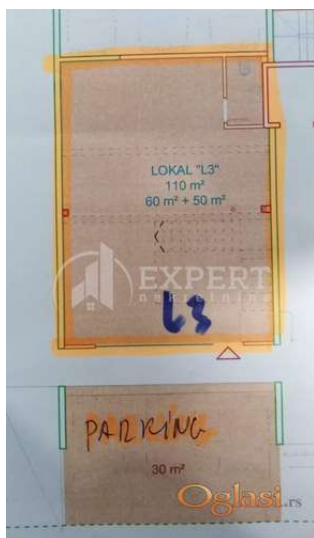 LOKAL "L3"
110 m²
60 m² + 50 m²
EXPERT
nekretnine
L3
PARKING
30 m²
Oglasi.rs